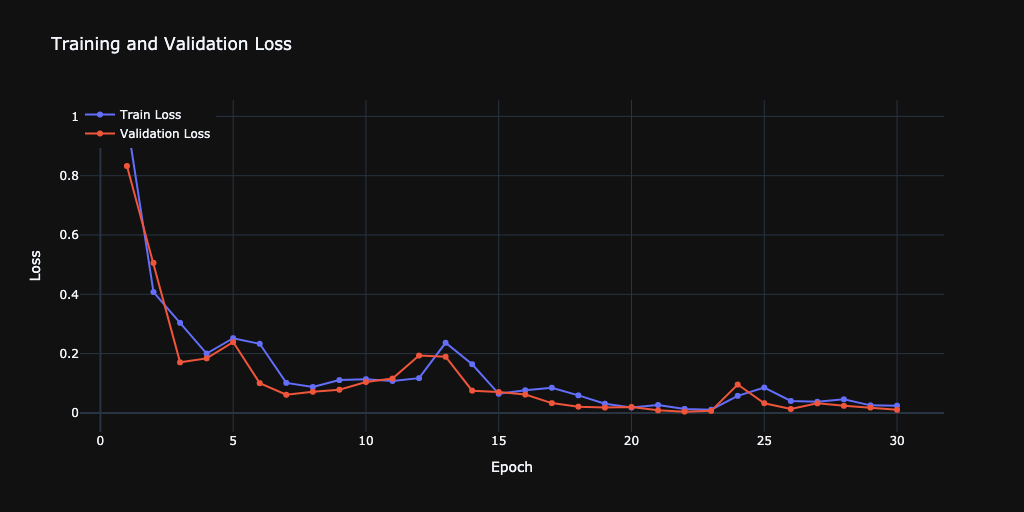 Training and Validation Loss
Train Loss
Validation Loss
1
0.8
0.6
0.4
0.2
0
Loss
0 5 10 15 20 25 30
Epoch